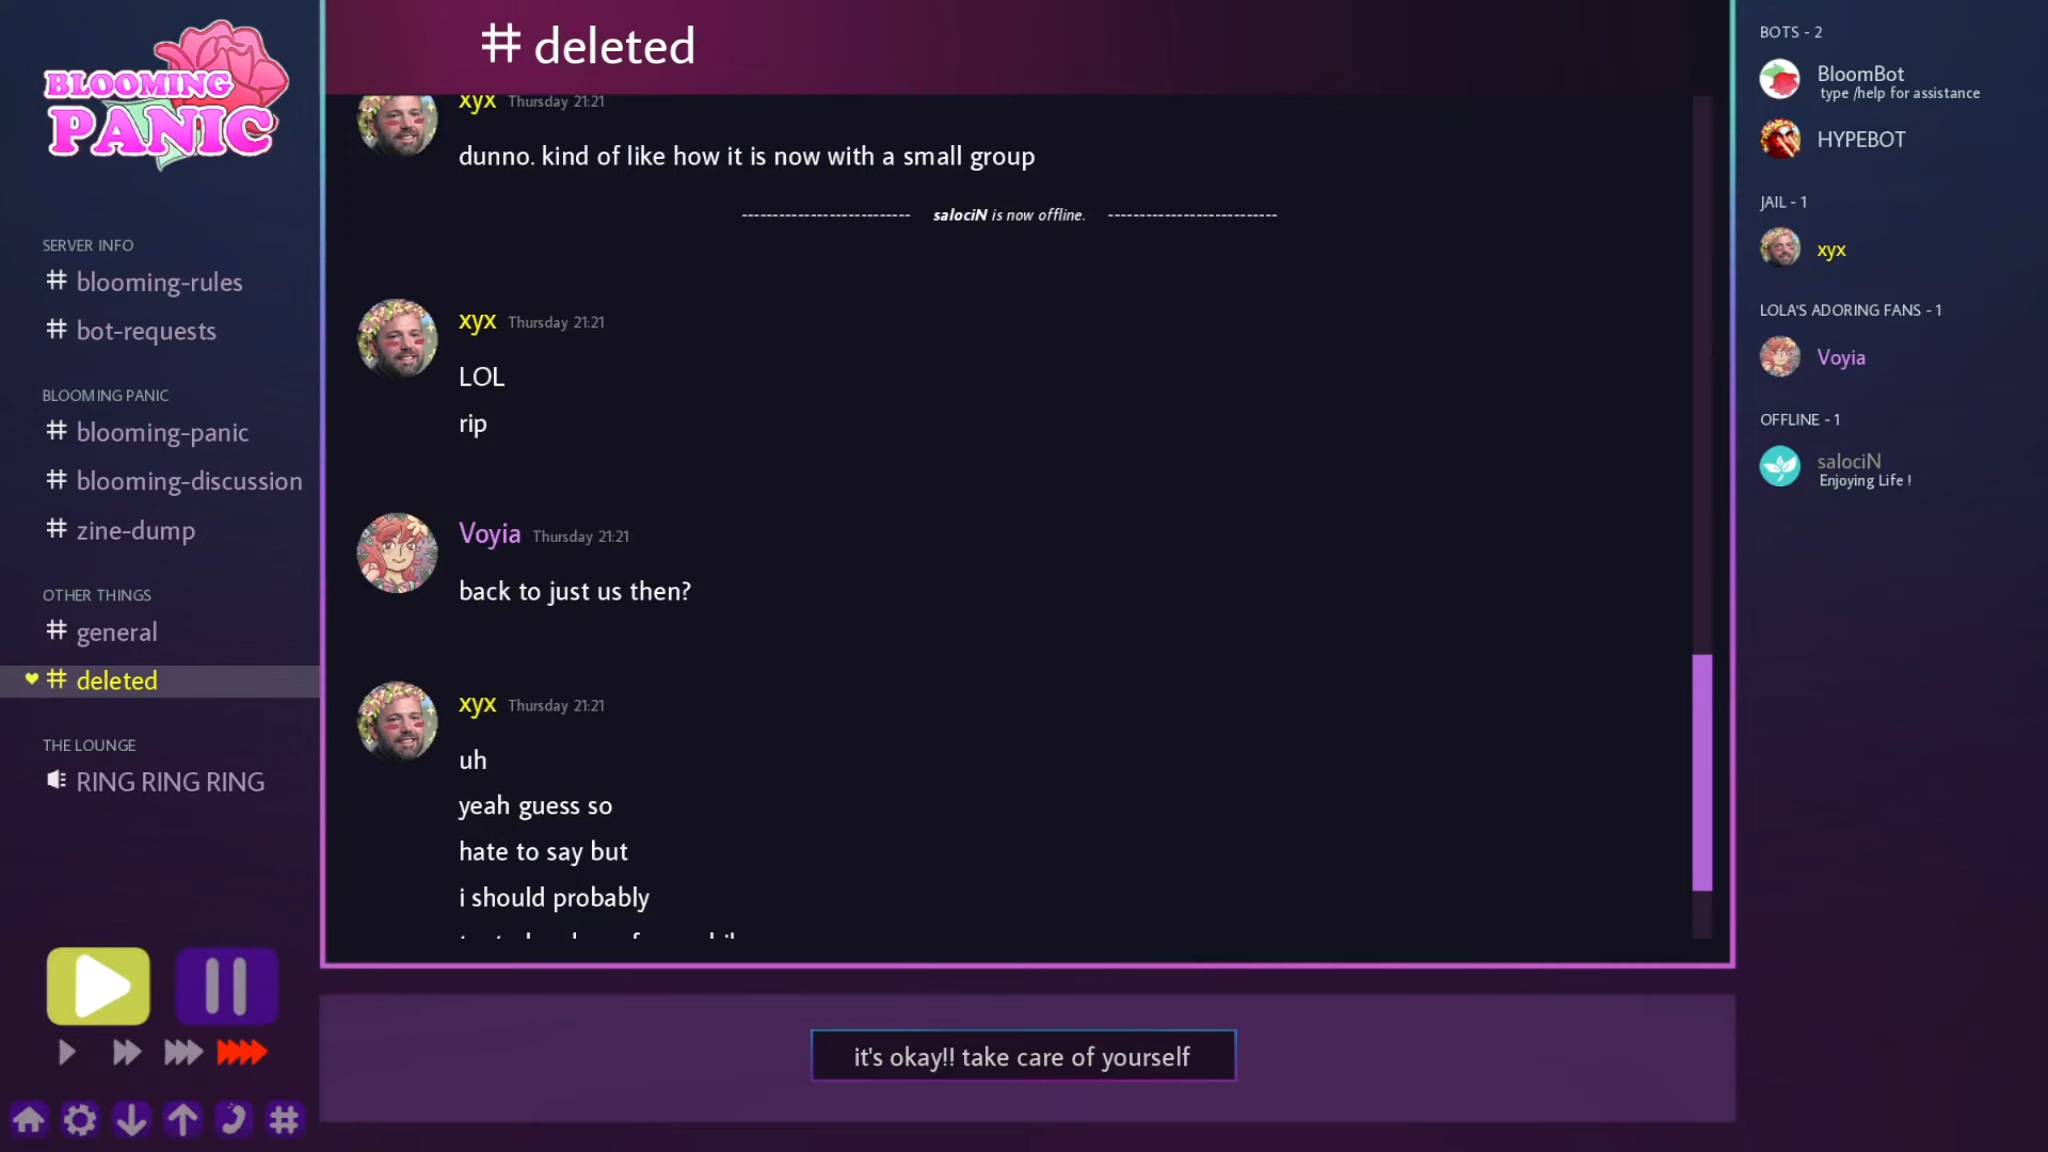 BLOOMING
PANIC
SERVER INFO
# blooming-rules
# bot-requests
BLOOMING PANIC
# blooming-panic
# blooming-discussion
# zine-dump
OTHER THINGS
# general
# deleted
THE LOUNGE
RING RING RING
# deleted
xyx Thursday 21:21
dunno. kind of like how it is now with a small group
--------------------------- salociN is now offline. ---------------------------
xyx Thursday 21:21
LOL
rip
Voyia Thursday 21:21
back to just us then?
xyx Thursday 21:21
uh
yeah guess so
hate to say but
i should probably
it's okay!! take care of yourself
BOTS - 2
BloomBot
type /help for assistance
HYPEBOT
JAIL - 1
xyx
LOLA'S ADORING FANS - 1
Voyia
OFFLINE - 1
salociN
Enjoying Life !